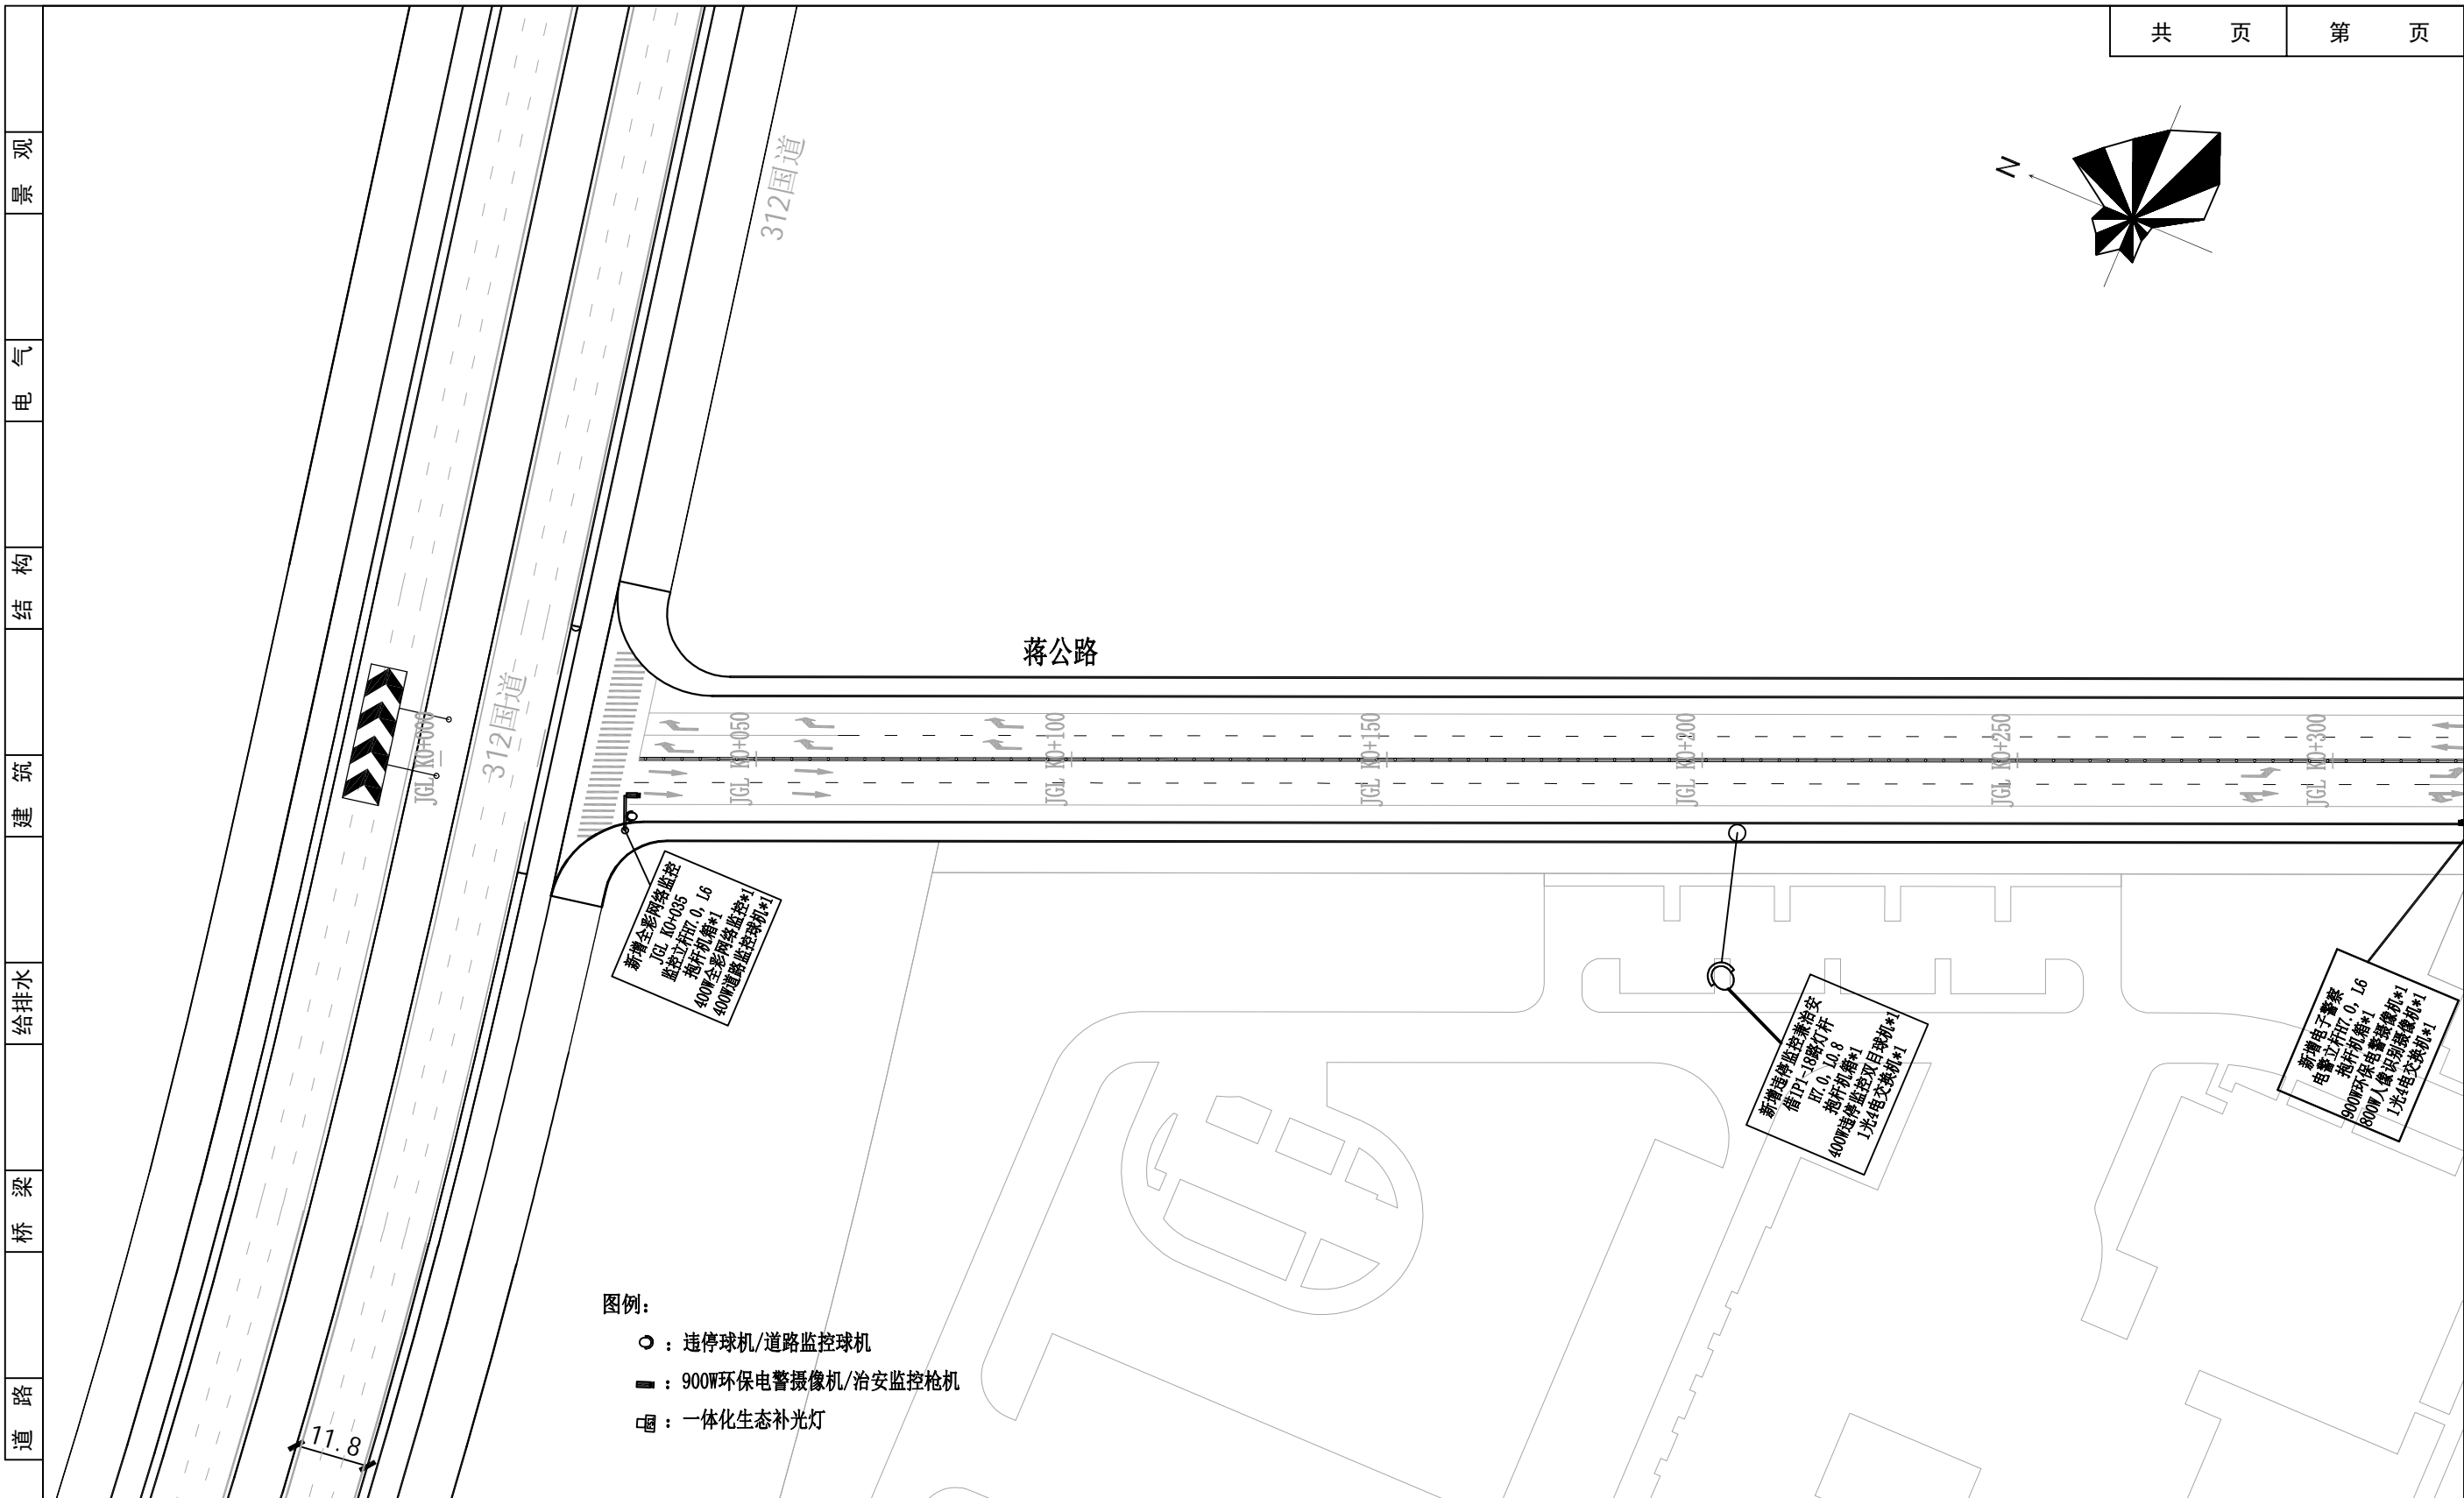 共 页 第 页
观
景
气
电
构
结
筑
建
给排水
梁
桥
路
道
N
312国道
312国道
蒋公路
JGL K0+000
JGL K0+050
JGL K0+100
JGL K0+150
JGL K0+200
JGL K0+250
JGL K0+300
新增全彩网络监控
JGL K0+035
监控立杆H7.0, L6
抱杆机箱*1
400W全彩网络监控*1
400W道路监控球机*1
新增违停监控兼治安
借1P1-18路灯杆
H7.0, L0.8
抱杆机箱*1
400W违停监控双目球机*1
1光4电交换机*1
新增电子警察
电警立杆H7.0, L6
抱杆机箱*1
900W环保电警摄像机*1
800W人像识别摄像机*1
1光4电交换机*1
图例：
：违停球机/道路监控球机
：900W环保电警摄像机/治安监控枪机
：一体化生态补光灯
11.8